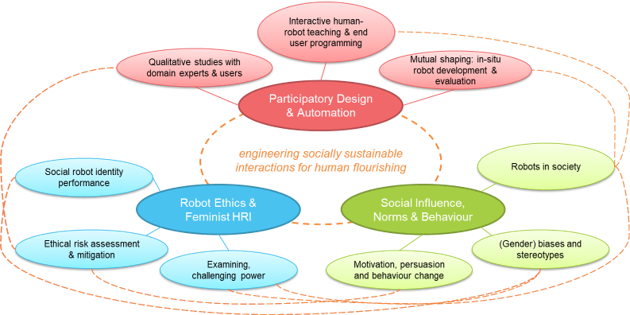 Interactive human-
robot teaching & end
user programming
Qualitative studies with
domain experts & users
Mutual shaping: in-situ
robot development &
evaluation
Participatory Design
& Automation
engineering socially sustainable
interactions for human flourishing
Social robot identity
performance
Robots in society
Robot Ethics &
Feminist HRI
Social Influence,
Norms & Behaviour
Ethical risk assessment
& mitigation
(Gender) biases and
stereotypes
Examining,
challenging power
Motivation, persuasion
and behaviour change